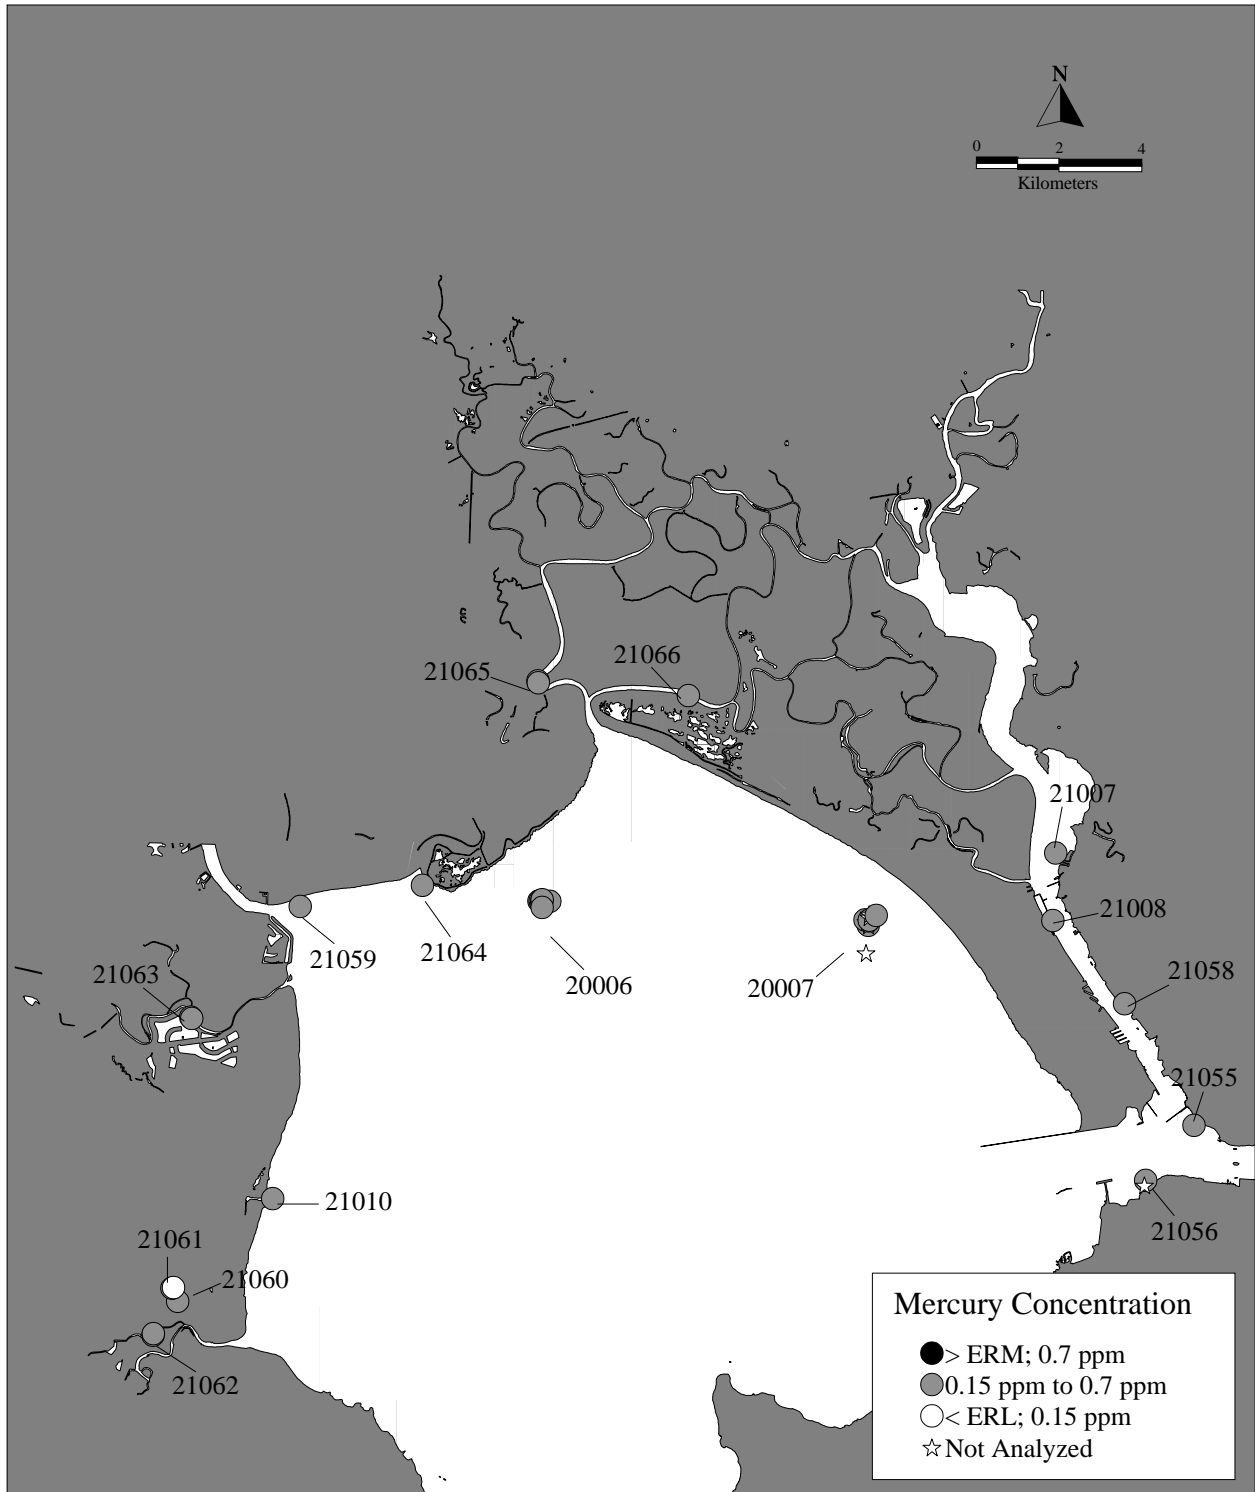 N
0 2 4
Kilometers
21066
21065
21007
21008
21059
21064
20006
20007
21063
21058
21055
21010
21056
21061
21060
21062
Mercury Concentration
> ERM; 0.7 ppm
0.15 ppm to 0.7 ppm
< ERL; 0.15 ppm
Not Analyzed